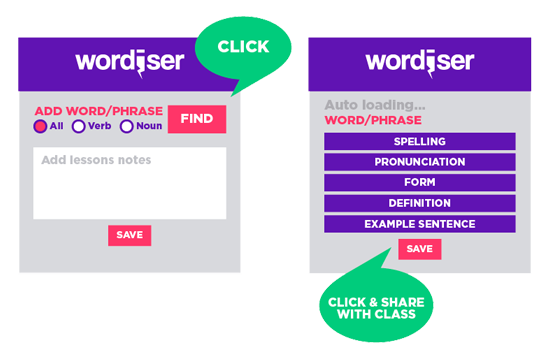 wordiser
CLICK
ADD WORD/PHRASE
All Verb Noun
FIND
Add lessons notes
SAVE
wordiser
Auto loading...
WORD/PHRASE
SPELLING
PRONUNCIATION
FORM
DEFINITION
EXAMPLE SENTENCE
SAVE
CLICK & SHARE
WITH CLASS